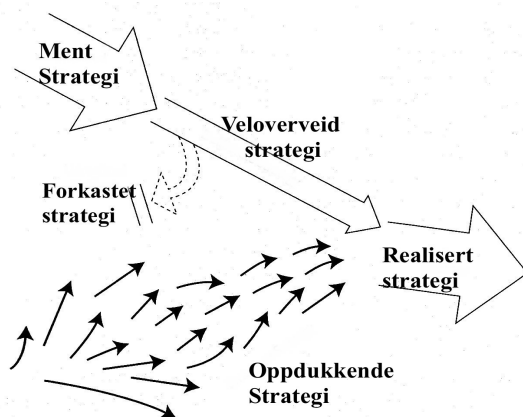 Ment
Strategi
Veloverveid
strategi
Forkastet
strategi
Realisert
strategi
Oppdukkende
Strategi